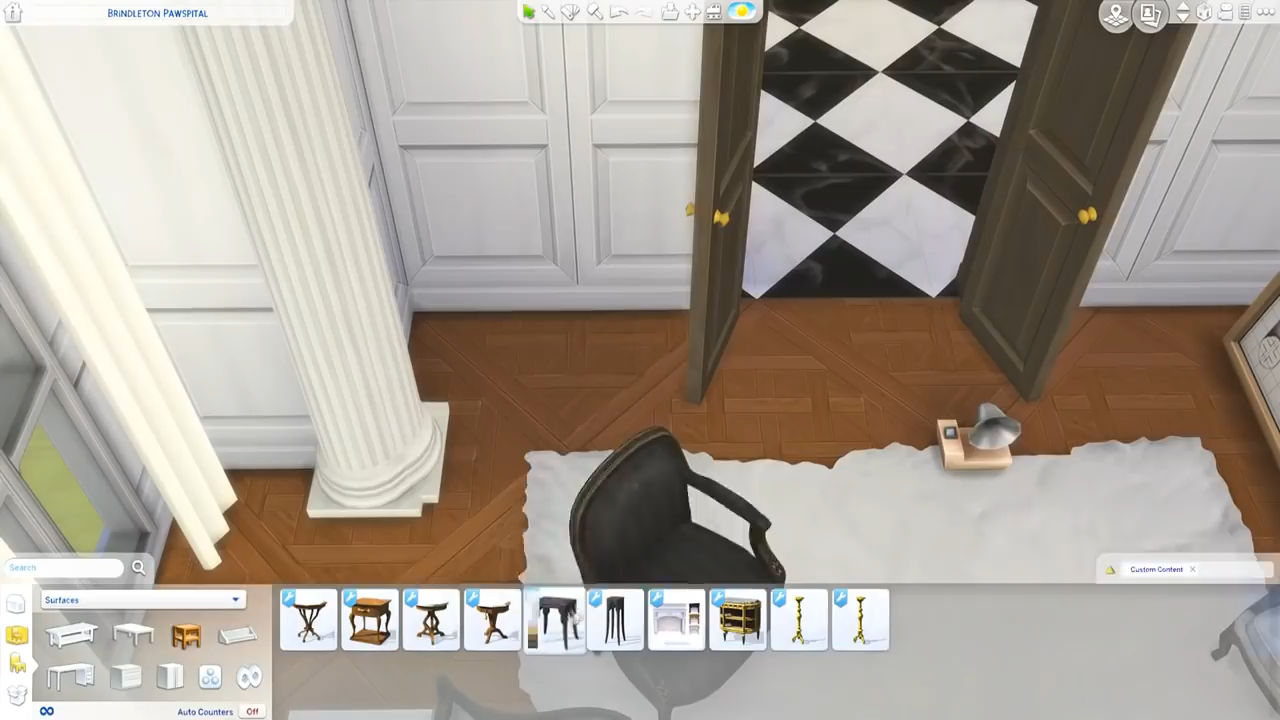 Brindleton Pawspital
Search
Custom Content
Surfaces
Auto Counters
Off